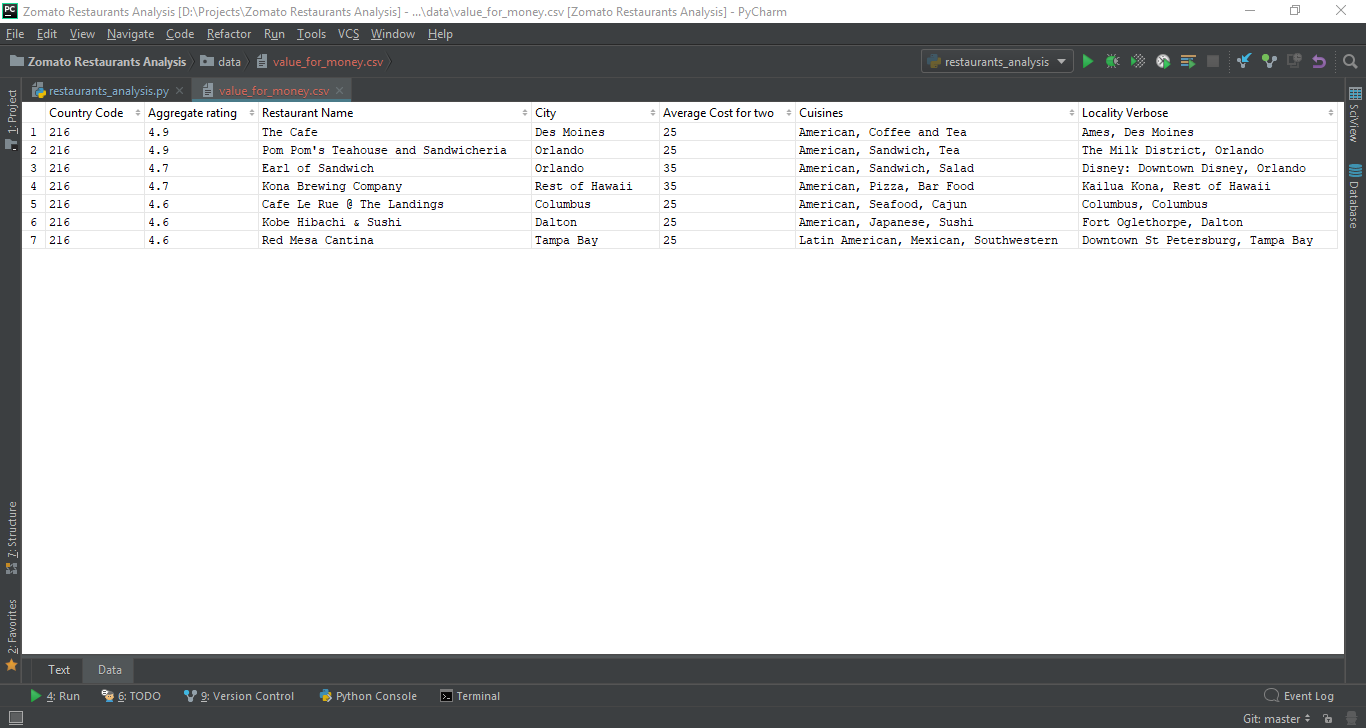 PC Zomato Restaurants Analysis [D:\Projects\Zomato Restaurants Analysis] - ...\data\value_for_money.csv [Zomato Restaurants Analysis] - PyCharm
File Edit View Navigate Code Refactor Run Tools VCS Window Help
Zomato Restaurants Analysis data value_for_money.csv restaurants_analysis
restaurants_analysis.py value_for_money.csv
1: Project
Country Code Aggregate rating Restaurant Name City Average Cost for two Cuisines Locality Verbose
1 216 4.9 The Cafe Des Moines 25 American, Coffee and Tea Ames, Des Moines
2 216 4.9 Pom Pom's Teahouse and Sandwicheria Orlando 25 American, Sandwich, Tea The Milk District, Orlando
3 216 4.7 Earl of Sandwich Orlando 35 American, Sandwich, Salad Disney: Downtown Disney, Orlando
4 216 4.7 Kona Brewing Company Rest of Hawaii 35 American, Pizza, Bar Food Kailua Kona, Rest of Hawaii
5 216 4.6 Cafe Le Rue @ The Landings Columbus 25 American, Seafood, Cajun Columbus, Columbus
6 216 4.6 Kobe Hibachi & Sushi Dalton 25 American, Japanese, Sushi Fort Oglethorpe, Dalton
7 216 4.6 Red Mesa Cantina Tampa Bay 25 Latin American, Mexican, Southwestern Downtown St Petersburg, Tampa Bay
SciView
Database
7: Structure
2: Favorites
Text Data
4: Run 6: TODO 9: Version Control Python Console Terminal Event Log
Git: master